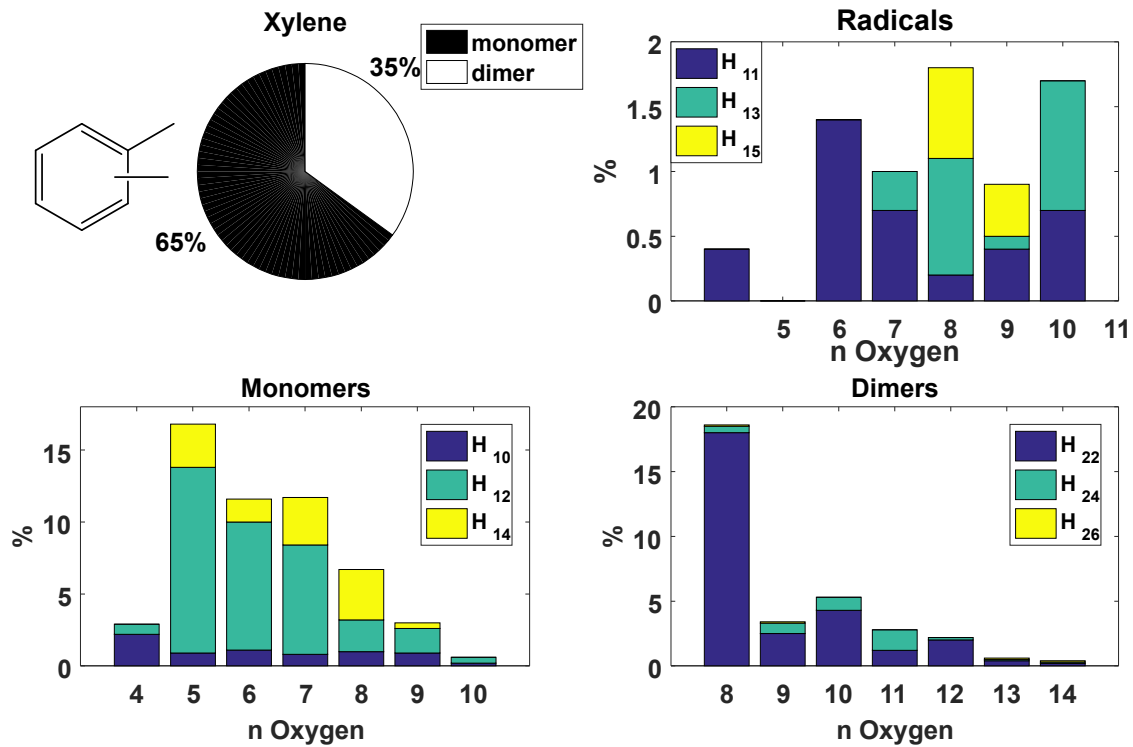 Xylene
monomer
dimer
35%
65%
Radicals
2
1.5
1
0.5
0
%
H 11
H 13
H 15
5 6 7 8 9 10 11
n Oxygen
Monomers
15
10
5
0
%
H 10
H 12
H 14
4 5 6 7 8 9 10
n Oxygen
Dimers
20
15
10
5
0
%
H 22
H 24
H 26
8 9 10 11 12 13 14
n Oxygen